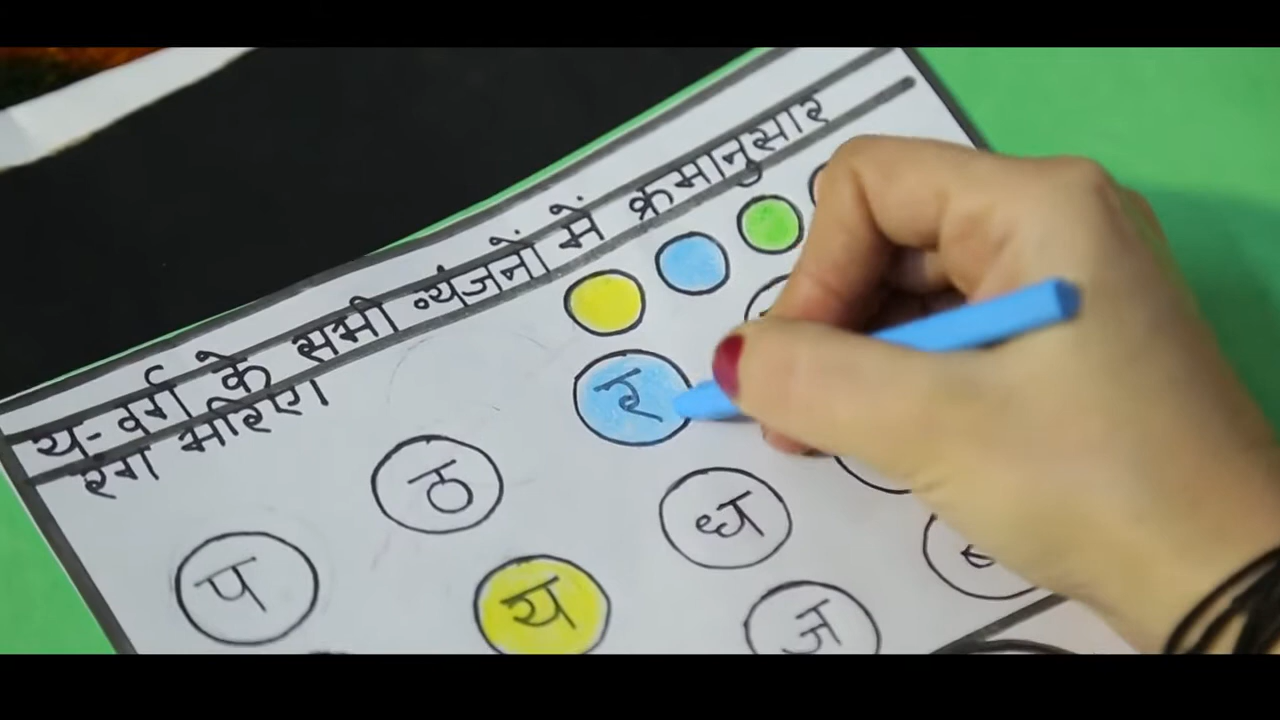 य-वर्ग के सभी व्यंजनों में क्रमानुसार
रंग भरिए।
र
ठ
ध
प
य
ज